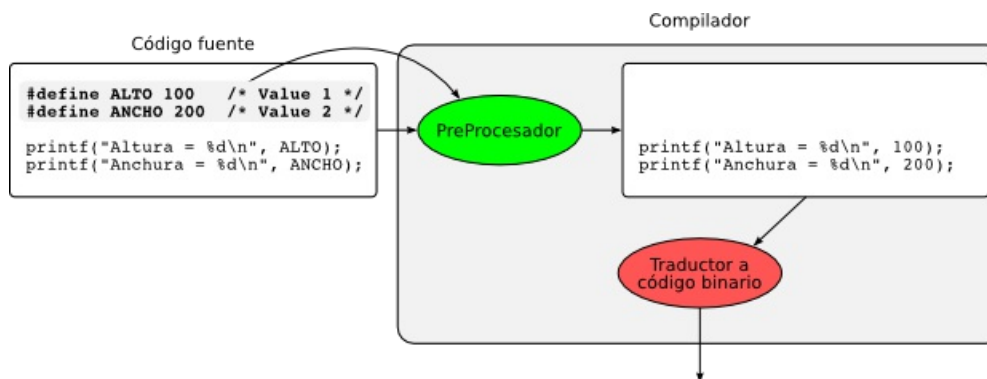 Compilador
Código fuente
#define ALTO 100   /* Value 1 */
#define ANCHO 200  /* Value 2 */
printf("Altura = %d\n", ALTO);
printf("Anchura = %d\n", ANCHO);
PreProcesador
printf("Altura = %d\n", 100);
printf("Anchura = %d\n", 200);
Traductor a
código binario